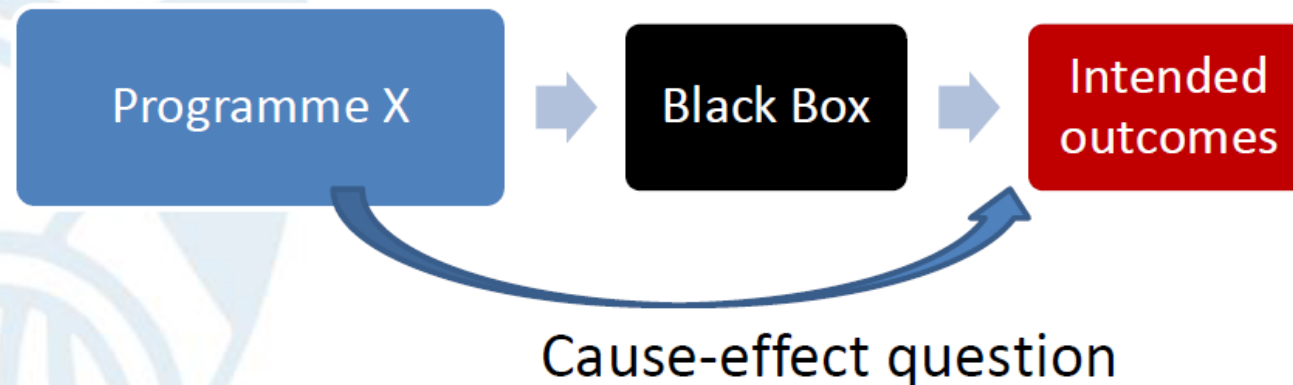 Programme X
Black Box
Intended
outcomes
Cause-effect question